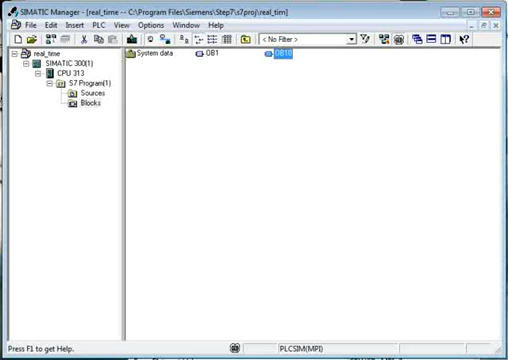 SIMATIC Manager - [real_time -- C:\Program Files\Siemens\Step7\s7proj\real_tim]
File Edit Insert PLC View Options Window Help
< No Filter >
real_time
SIMATIC 300(1)
CPU 313
S7 Program(1)
Sources
Blocks
System data OB1 OB10
Press F1 to get Help. PLCSIM(MPI)